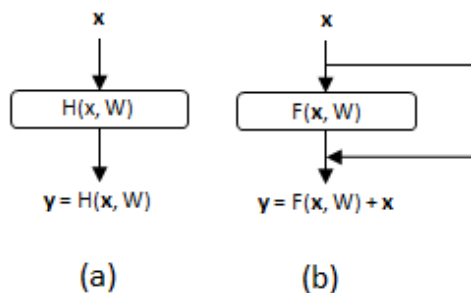 x x
H(x, W) F(x, W)
y = H(x, W) y = F(x, W) + x
(a) (b)